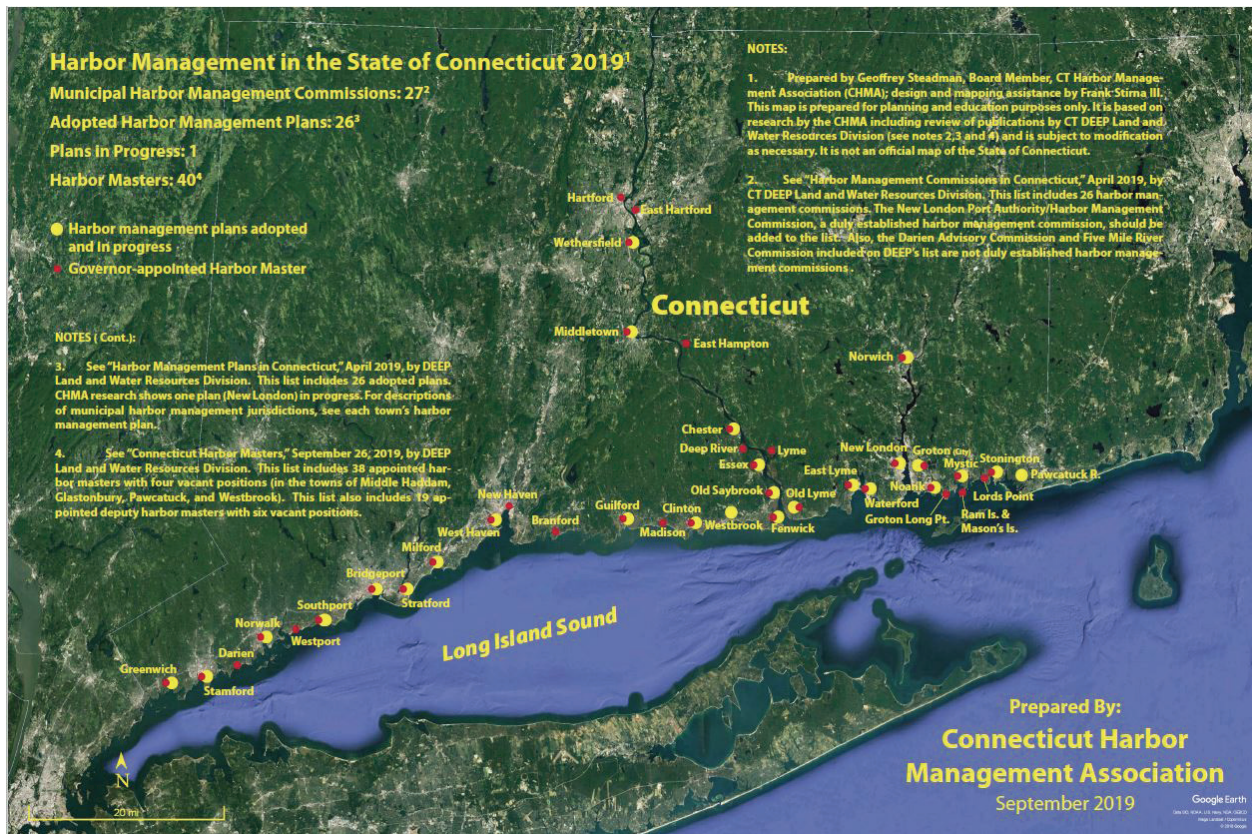 Harbor Management in the State of Connecticut 2019¹
Municipal Harbor Management Commissions: 27²
Adopted Harbor Management Plans: 26³
Plans in Progress: 1
Harbor Masters: 40⁴
Harbor management plans adopted
and In progress
Governor-appointed Harbor Master
NOTES:
1. Prepared by Geoffrey Steadman, Board Member, CT Harbor Manage-
ment Association (CHMA); design and mapping assistance by Frank Stirna III.
This map is prepared for planning and education purposes only. It is based on
research by the CHMA including review of publications by CT DEEP Land and
Water Resources Division (see notes 2,3 and 4) and is subject to modification
as necessary. It is not an official map of the State of Connecticut.
2. See "Harbor Management Commissions in Connecticut," April 2019, by
CT DEEP Land and Water Resources Division. This list includes 26 harbor man-
agement commissions. The New London Port Authority/Harbor Management
Commission, a duly established harbor management commission, should be
added to the list. Also, the Darien Advisory Commission and Five Mile River
Commission included on DEEP's list are not duly established harbor manage-
ment commissions .
NOTES ( Cont.):
3. See "Harbor Management Plans in Connecticut," April 2019, by DEEP
Land and Water Resources Division. This list includes 26 adopted plans.
CHMA research shows one plan (New London) in progress. For descriptions
of municipal harbor management jurisdictions, see each town's harbor
management plan.
4. See "Connecticut Harbor Masters," September 26, 2019, by DEEP
Land and Water Resources Division. This list includes 38 appointed har-
bor masters with four vacant positions (in the towns of Middle Haddam,
Glastonbury, Pawcatuck, and Westbrook). This list also includes 19 ap-
pointed deputy harbor masters with six vacant positions.
Hartford
East Hartford
Wethersfield
Connecticut
Middletown
East Hampton
Norwich
Chester
Deep River
Lyme
Essex
New London
Groton (City)
Mystic
Stonington
Pawcatuck R.
East Lyme
Noank
Lords Point
Old Saybrook
Old Lyme
Waterford
Groton Long Pt.
Ram Is. &
Mason's Is.
New Haven
Guilford
Clinton
Westbrook
Fenwick
West Haven
Branford
Madison
Milford
Bridgeport
Stratford
Southport
Norwalk
Westport
Darien
Greenwich
Stamford
Long Island Sound
N
20 mi
Prepared By:
Connecticut Harbor
Management Association
September 2019
Google Earth
Data SIO, NOAA, U.S. Navy, NGA, GEBCO
Image Landsat / Copernicus
© 2018 Google